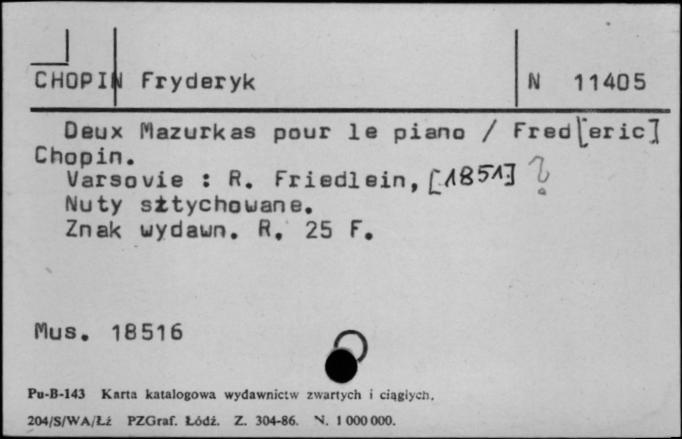 CHOPIN Fryderyk N 11405
Deux Mazurkas pour le piano / Fred[eric]
Chopin.
Varsovie : R. Friedlein, [1851] ?
Nuty sztychowane.
Znak wydawn. R. 25 F.
Mus. 18516
Pu-B-143 Karta katalogowa wydawnictw zwartych i ciągłych.
204/S/WA/Łź PZGraf. Łódź. Z. 304-86. N. 1 000 000.